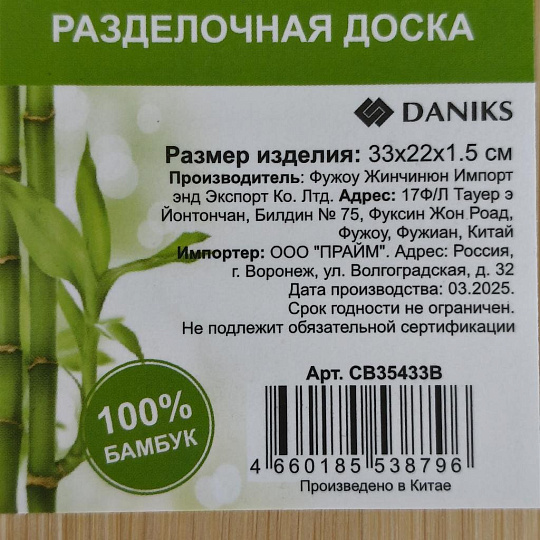 РАЗДЕЛОЧНАЯ ДОСКА
DANIKS
Размер изделия: 33х22х1.5 см
Производитель: Фужоу Жинчинюн Импорт
энд Экспорт Ко. Лтд. Адрес: 17Ф/Л Тауер э
Йонтончан, Билдин № 75, Фуксин Жон Роад,
Фужоу, Фужиан, Китай
Импортер: ООО "ПРАЙМ". Адрес: Россия,
г. Воронеж, ул. Волгоградская, д. 32
Дата производства: 03.2025.
Срок годности не ограничен.
Не подлежит обязательной сертификации
Арт. СВ35433В
100%
БАМБУК
4 660185 538796
Произведено в Китае